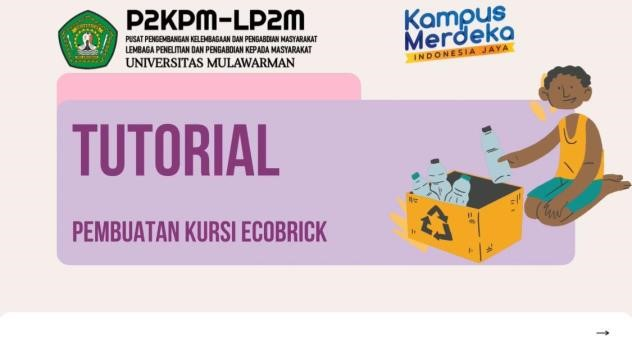 P2KPM-LP2M
PUSAT PENGEMBANGAN KELEMBAGAAN DAN PENGABDIAN MASYARAKAT
LEMBAGA PENELITIAN DAN PENGABDIAN KEPADA MASYARAKAT
UNIVERSITAS MULAWARMAN
Kampus
Merdeka
INDONESIA JAYA
TUTORIAL
PEMBUATAN KURSI ECOBRICK